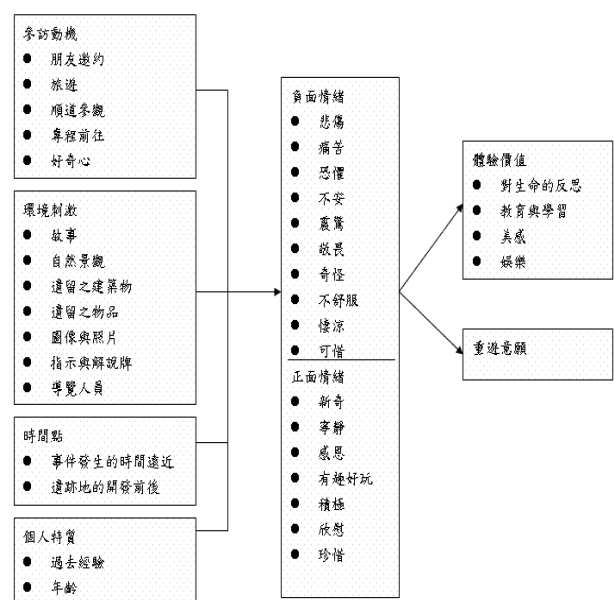 參訪動機
● 朋友邀約
● 旅遊
● 順道參觀
● 專程前往
● 好奇心
環境刺激
● 故事
● 自然景觀
● 遺留之建築物
● 遺留之物品
● 圖像與照片
● 指示與解說牌
● 導覽人員
時間點
● 事件發生的時間遠近
● 遺跡地的開發前後
個人特質
● 過去經驗
● 年齡
負面情緒
● 悲傷
● 痛苦
● 恐懼
● 不安
● 震驚
● 敬畏
● 奇怪
● 不舒服
● 悽涼
● 可惜
正面情緒
● 新奇
● 寧靜
● 感恩
● 有趣好玩
● 積極
● 欣慰
● 珍惜
體驗價值
● 對生命的反思
● 教育與學習
● 美感
● 娛樂
重遊意願